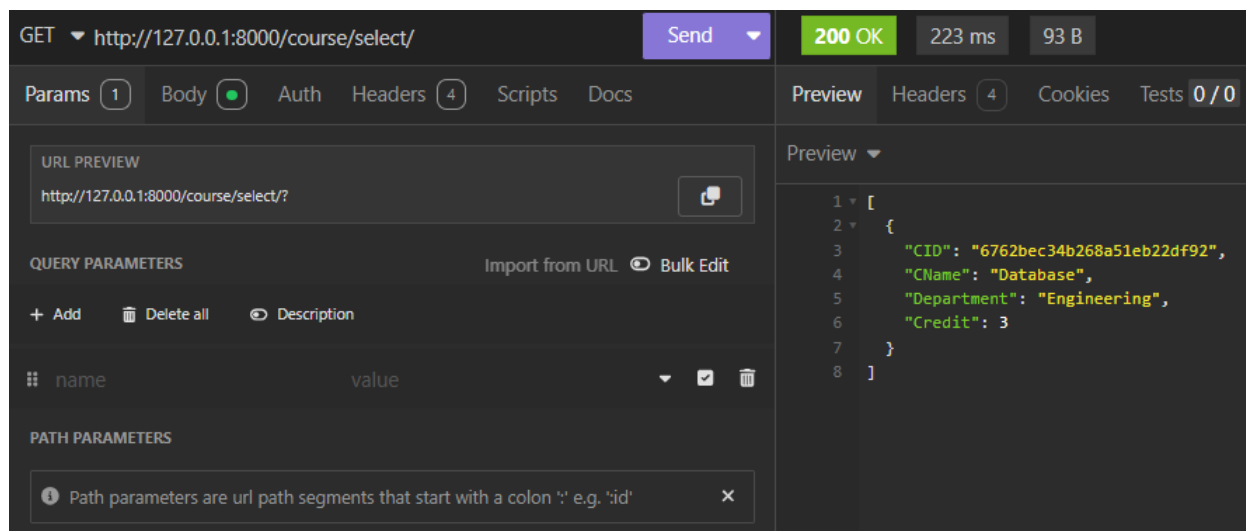 GET http://127.0.0.1:8000/course/select/ Send
Params 1 Body Auth Headers 4 Scripts Docs
URL PREVIEW
http://127.0.0.1:8000/course/select/?
QUERY PARAMETERS Import from URL Bulk Edit
+ Add Delete all Description
name value
PATH PARAMETERS
Path parameters are url path segments that start with a colon ':' e.g. ':id'
200 OK 223 ms 93 B
Preview Headers 4 Cookies Tests 0 / 0
Preview
1 [
2 {
3 "CID": "6762bec34b268a51eb22df92",
4 "CName": "Database",
5 "Department": "Engineering",
6 "Credit": 3
7 }
8 ]